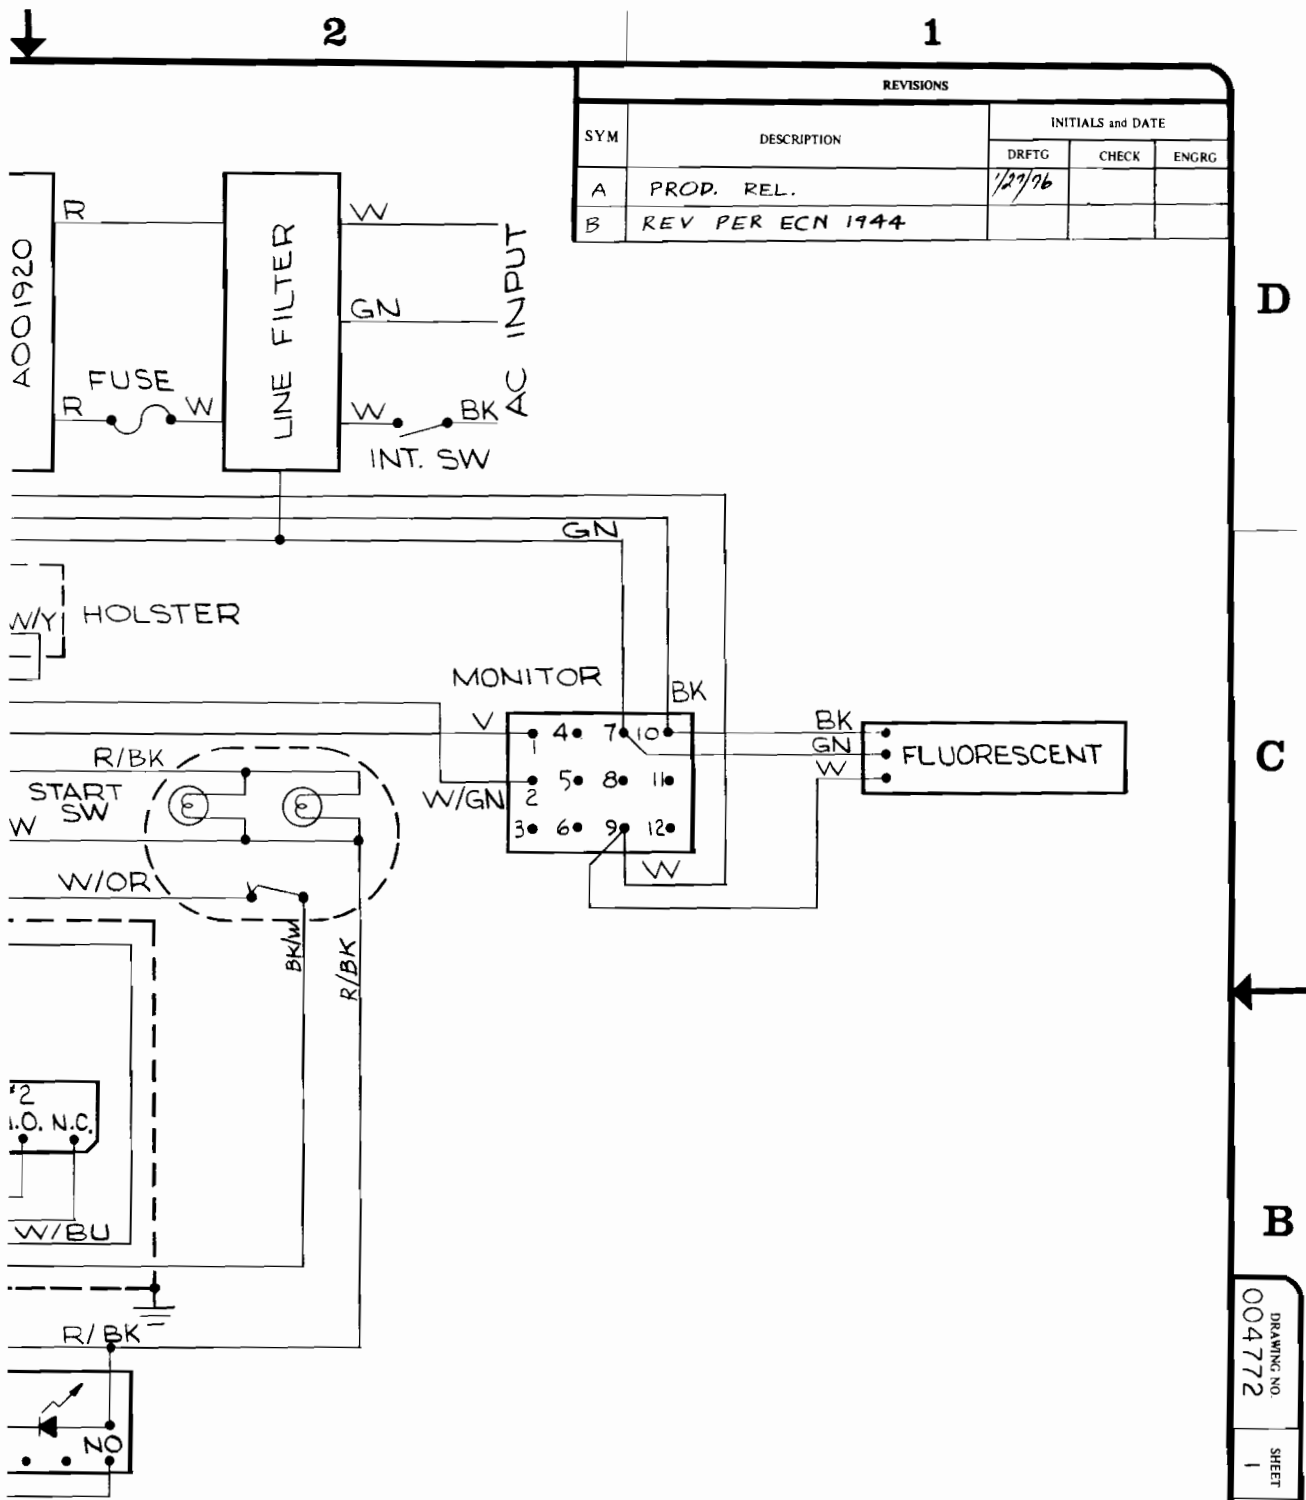 2
1
REVISIONS
SYM
DESCRIPTION
INITIALS and DATE
DRFTG
CHECK
ENGRG
A
PROD. REL.
1/27/76
B
REV PER ECN 1944
A001920
R
LINE FILTER
W
GN
AC INPUT
FUSE
R
W
W
BK
INT. SW
D
GN
W/Y
HOLSTER
MONITOR
BK
V
1
4
7
10
BK
GN
W
FLUORESCENT
C
R/BK
START
SW
W
W/GN
2
5
8
11
3
6
9
12
W
W/OR
BK/W
R/BK
2
N.C.
W/BU
B
R/BK
NO
DRAWING NO.
004772
SHEET
1